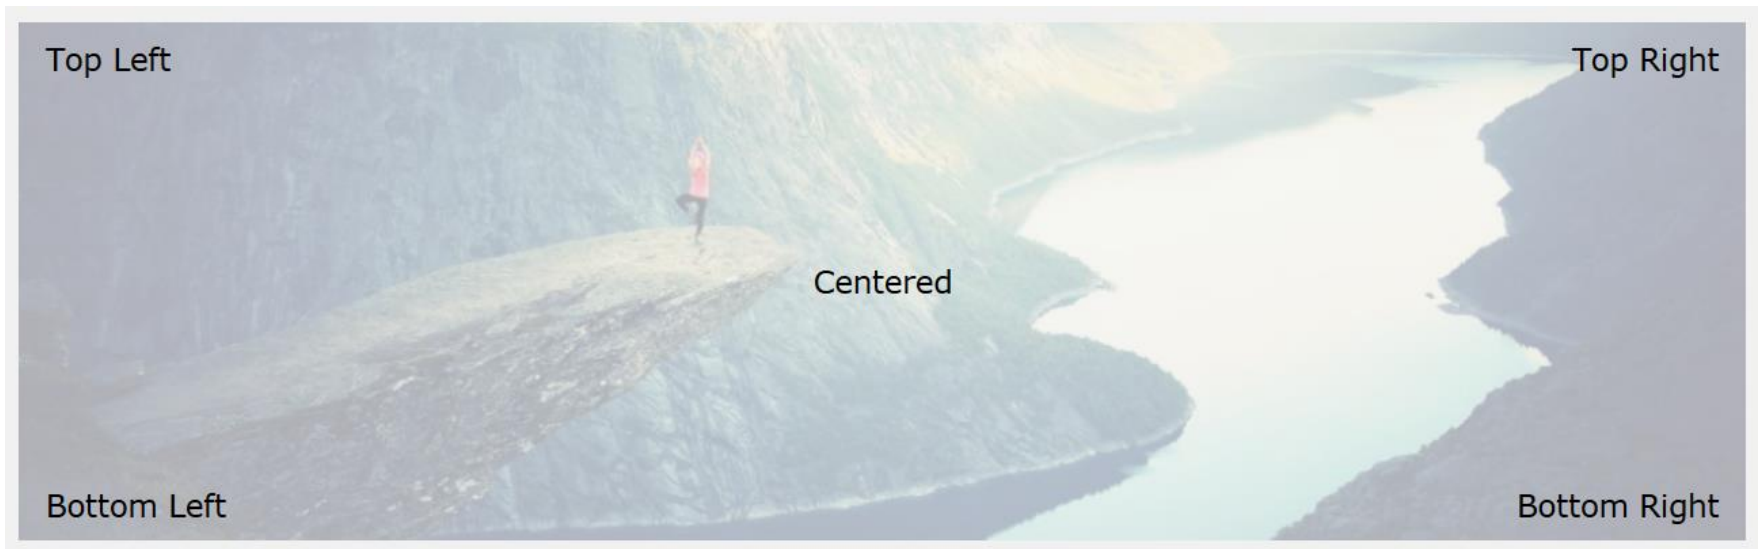 Top Left
Top Right
Centered
Bottom Left
Bottom Right